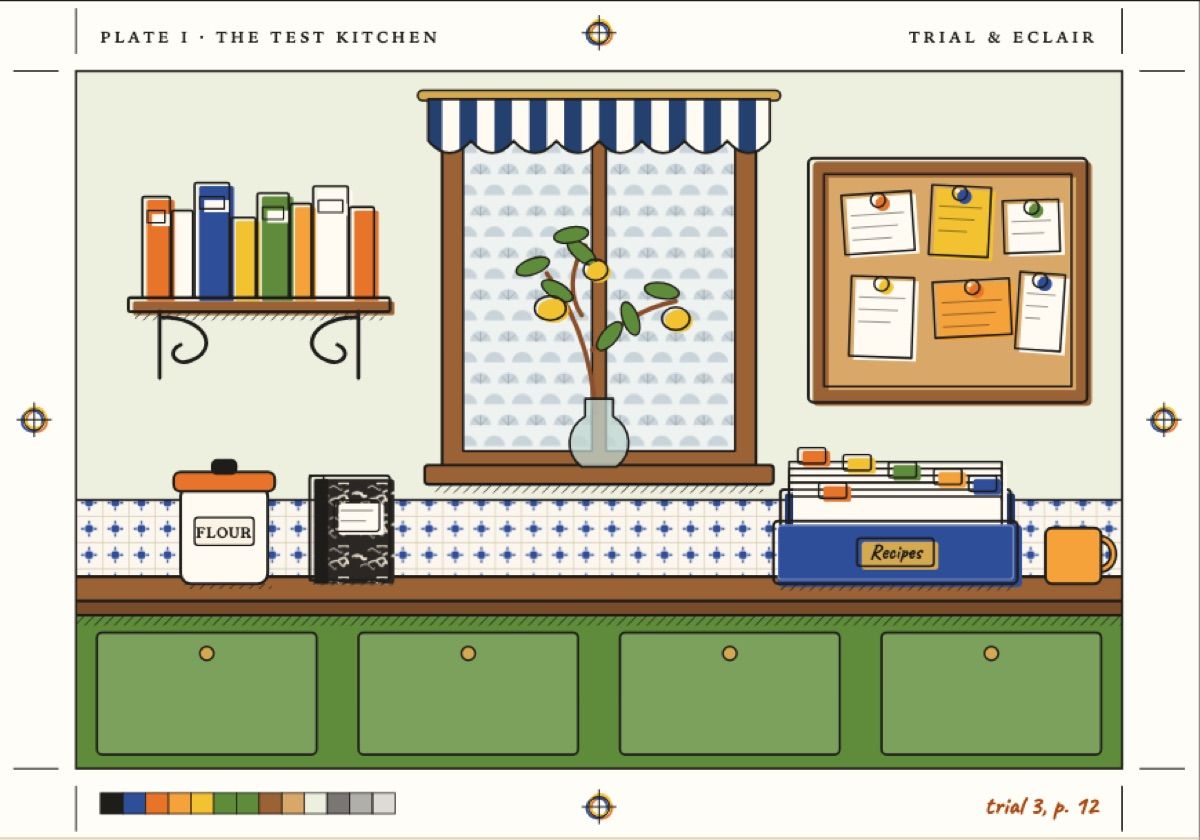 PLATE I · THE TEST KITCHEN
TRIAL & ECLAIR
FLOUR
Recipes
trial 3, p. 12